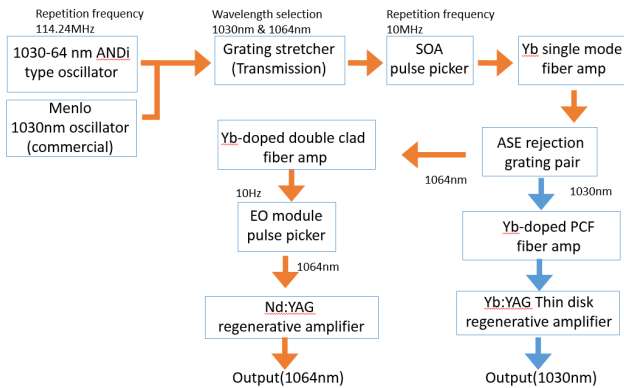 Repetition frequency
114.24MHz
Wavelength selection
1030nm & 1064nm
Repetition frequency
10MHz
1030-64 nm ANDi
type oscillator
Grating stretcher
(Transmission)
SOA
pulse picker
Yb single mode
fiber amp
Menlo
1030nm oscillator
(commercial)
Yb-doped double clad
fiber amp
1064nm
ASE rejection
grating pair
10Hz
1030nm
EO module
pulse picker
Yb-doped PCF
fiber amp
1064nm
Nd:YAG
regenerative amplifier
Yb:YAG Thin disk
regenerative amplifier
Output(1064nm)
Output(1030nm)